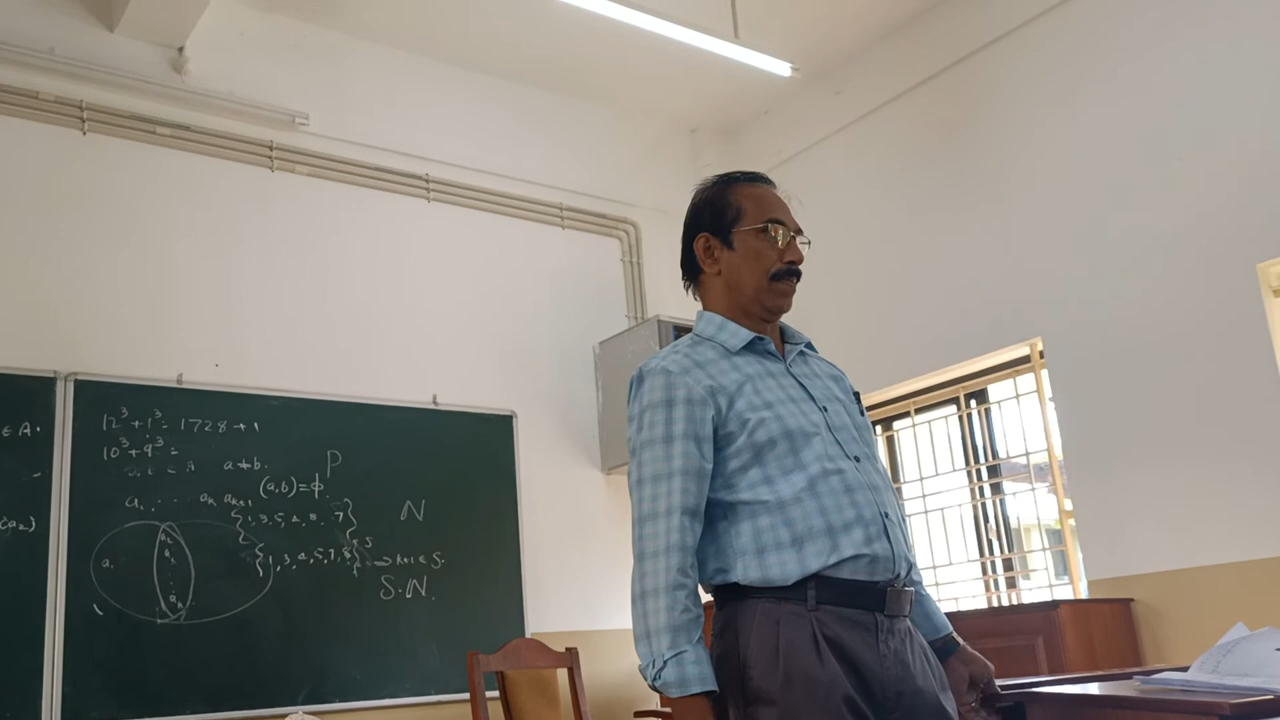 ∈ A.
{a₂}
12³ + 1³ = 1728 + 1
10³ + 9³ =
a ≠ b.
P
(a, b) = ϕ.
a₁ . . . . aₖ aₖ₊₁
{1, 3, 5, 4, 8, 7}
N
{1, 3, 4, 5, 7, 8}
S
⇒ k+1 ∈ S.
a₁
S = N.
aₖ